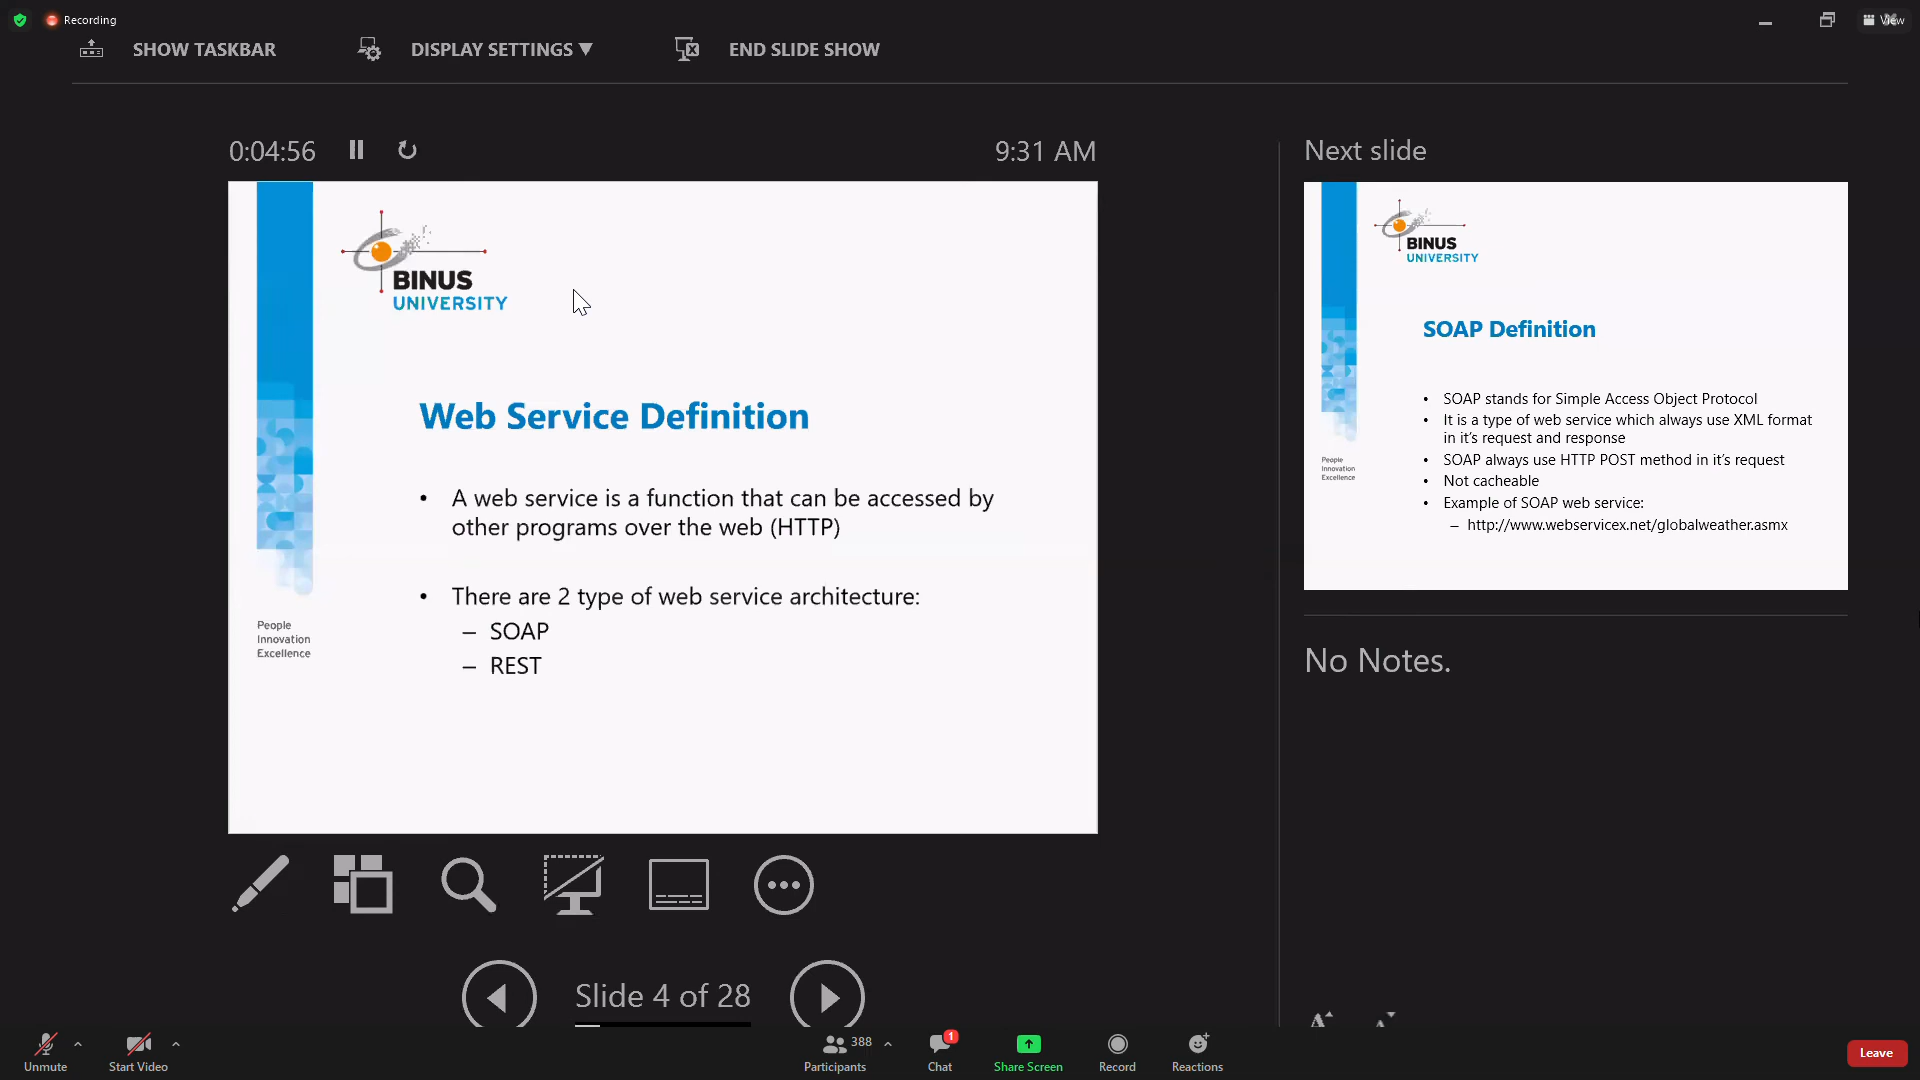 Recording
View
SHOW TASKBAR
DISPLAY SETTINGS ▼
END SLIDE SHOW
0:04:56
9:31 AM
BINUS
UNIVERSITY
Web Service Definition
• A web service is a function that can be accessed by
other programs over the web (HTTP)
• There are 2 type of web service architecture:
– SOAP
– REST
People
Innovation
Excellence
Next slide
BINUS
UNIVERSITY
SOAP Definition
• SOAP stands for Simple Access Object Protocol
• It is a type of web service which always use XML format
in it's request and response
• SOAP always use HTTP POST method in it's request
• Not cacheable
• Example of SOAP web service:
– http://www.webservicex.net/globalweather.asmx
People
Innovation
Excellence
No Notes.
Slide 4 of 28
A A
Unmute
Start Video
388
Participants
1
Chat
Share Screen
Record
Reactions
Leave